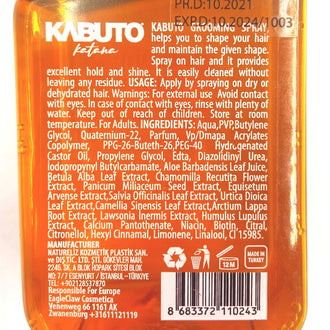 PR.D:10.2021
EXP.D:10.2024/1003
KABUTO
katana
KABUTO GROOMING SPRAY,
helps you to shape your hair
and maintain the given shape.
Spray on hair and it provides
excellent hold and shine. It is easily cleaned without
leaving any residue. USAGE: Apply by spraying on dry or
dehydrated hair. Warnings: For external use Avoid contact
with eyes. In case of contact with eyes, rinse with plenty of
water. Keep out of reach of children. Store at room
temperature. For Adults. INGREDIENTS: Aqua,PVP,Butylene
Glycol, Quaternium-22, Parfum, Vp/Dmapa Acrylates
Copolymer, PPG-26-Buteth-26,PEG-40 Hydrogenated
Castor Oil, Propylene Glycol, Edta, Diazolidinyl Urea,
Iodopropynyl Butylcarbamate, Aloe Barbadensis Leaf Juice,
Betula Alba Leaf Extract, Chamomilla Recutita Flower
Extract, Panicum Miliaceum Seed Extract, Equisetum
Arvense Extract,Salvia Officinalis Leaf Extract, Urtica Dioica
Leaf Extract,Camellia Sinensis Leaf Extract, Arctium Lappa
Root Extract, Lawsonia Inermis Extract, Humulus Lupulus
Extract, Calcium Pantothenate, Niacin, Biotin, Citral,
Citronellol, Hexyl Cinnamal, Limonene, Linalool, CI 15985.
MANUFACTURER
NATURELİZ KOZMETİK PLASTİK SAN.
ve DIŞ TİC. LTD. ŞTİ. GÖKEVLER MAH.
2245. SK. A BLOK HOPARK SİTESİ BLOK
NO: 7/7 ESENYURT / İSTANBUL- TÜRKİYE
TEL: +902128537870
Responsible For Europe
EagleClaw Cosmetica
Venenweg 66 1161 AK
Zwanenburg +31611121119
12 M
MADE IN
TURKEY
8 683372 110243